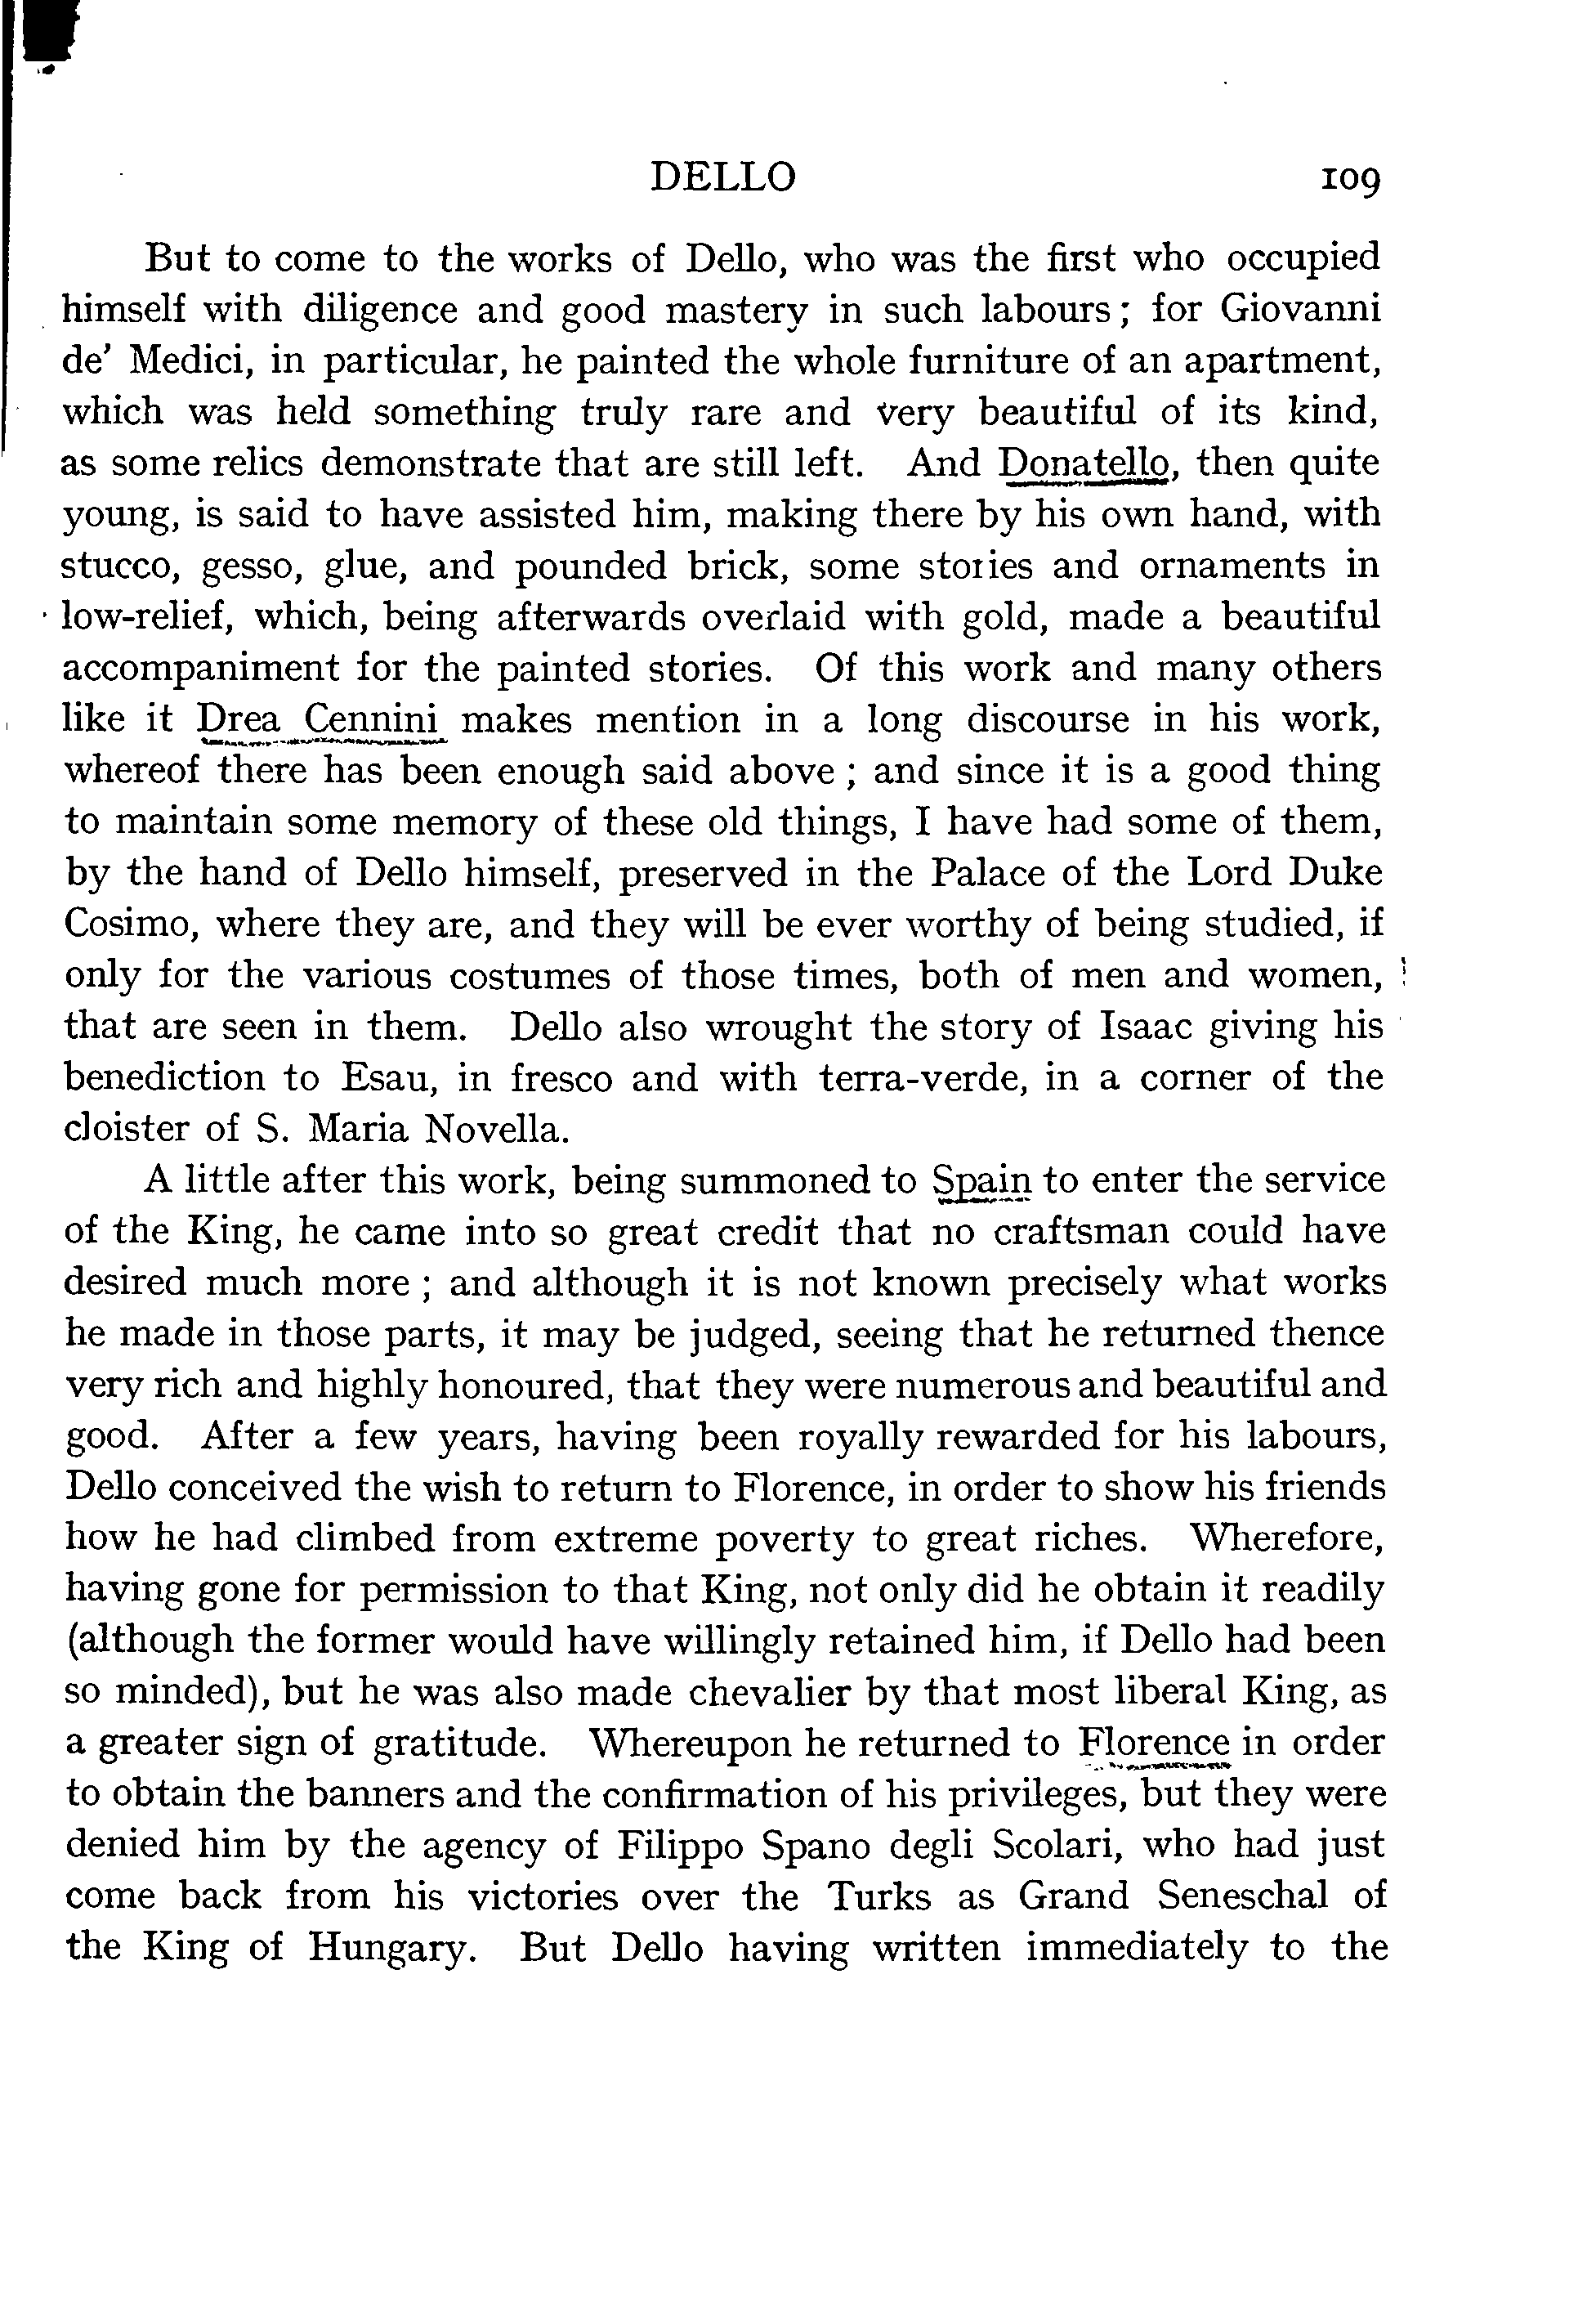 DELLO 109
But to come to the works of Dello, who was the first who occupied
himself with diligence and good mastery in such labours; for Giovanni
de' Medici, in particular, he painted the whole furniture of an apartment,
which was held something truly rare and very beautiful of its kind,
as some relics demonstrate that are still left. And Donatello, then quite
young, is said to have assisted him, making there by his own hand, with
stucco, gesso, glue, and pounded brick, some stories and ornaments in
low-relief, which, being afterwards overlaid with gold, made a beautiful
accompaniment for the painted stories. Of this work and many others
like it Drea Cennini makes mention in a long discourse in his work,
whereof there has been enough said above; and since it is a good thing
to maintain some memory of these old things, I have had some of them,
by the hand of Dello himself, preserved in the Palace of the Lord Duke
Cosimo, where they are, and they will be ever worthy of being studied, if
only for the various costumes of those times, both of men and women,
that are seen in them. Dello also wrought the story of Isaac giving his
benediction to Esau, in fresco and with terra-verde, in a corner of the
cloister of S. Maria Novella.
A little after this work, being summoned to Spain to enter the service
of the King, he came into so great credit that no craftsman could have
desired much more; and although it is not known precisely what works
he made in those parts, it may be judged, seeing that he returned thence
very rich and highly honoured, that they were numerous and beautiful and
good. After a few years, having been royally rewarded for his labours,
Dello conceived the wish to return to Florence, in order to show his friends
how he had climbed from extreme poverty to great riches. Wherefore,
having gone for permission to that King, not only did he obtain it readily
(although the former would have willingly retained him, if Dello had been
so minded), but he was also made chevalier by that most liberal King, as
a greater sign of gratitude. Whereupon he returned to Florence in order
to obtain the banners and the confirmation of his privileges, but they were
denied him by the agency of Filippo Spano degli Scolari, who had just
come back from his victories over the Turks as Grand Seneschal of
the King of Hungary. But Dello having written immediately to the